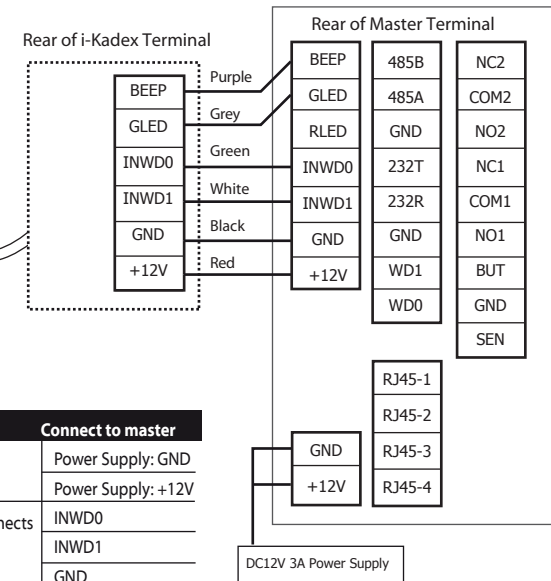 Rear of i-Kadex Terminal
BEEP
GLED
INWD0
INWD1
GND
+12V
Purple
Grey
Green
White
Black
Red
Rear of Master Terminal
BEEP
GLED
RLED
INWD0
INWD1
GND
+12V
485B
485A
GND
232T
232R
GND
WD1
WD0
NC2
COM2
NO2
NC1
COM1
NO1
BUT
GND
SEN
RJ45-1
RJ45-2
RJ45-3
RJ45-4
GND
+12V
DC12V 3A Power Supply
Connect to master
Power Supply: GND
Power Supply: +12V
INWD0
INWD1
GND